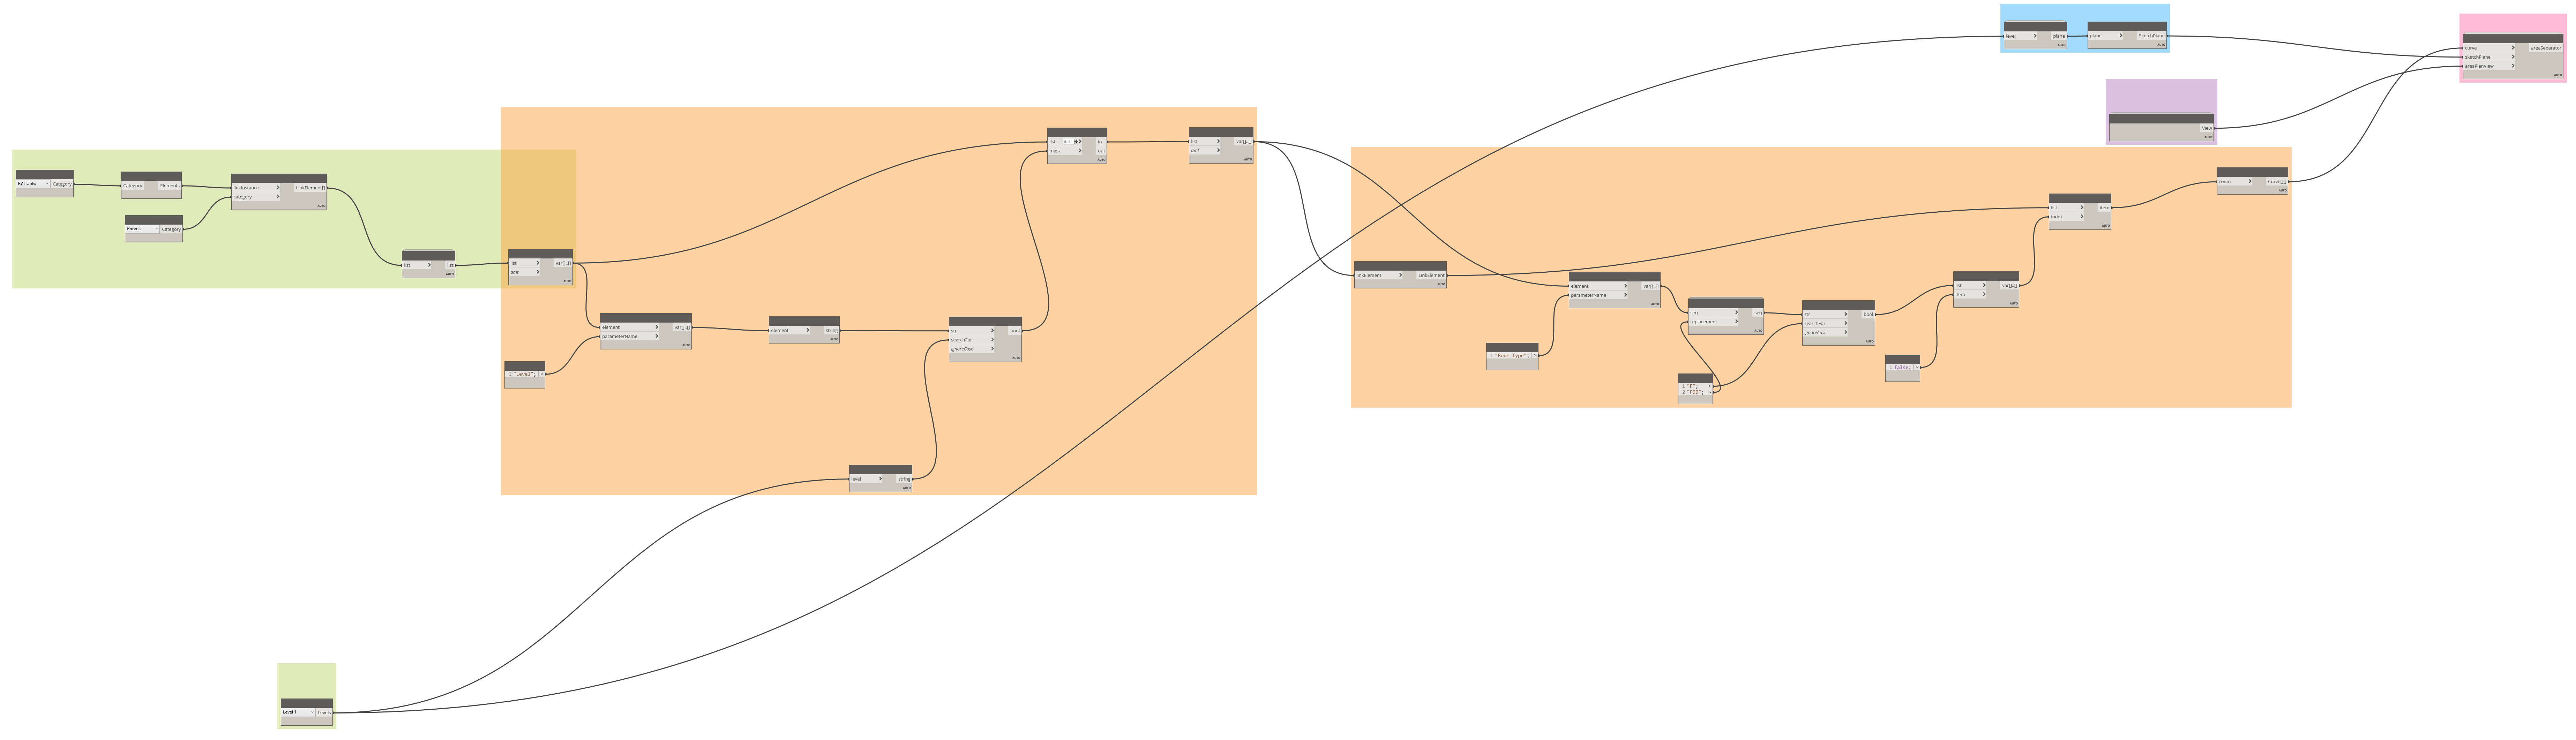 RVT Links Category
Category Elements
AUTO
Rooms Category
linkInstance LinkElement[]
category
AUTO
list list
AUTO
list var[]..[]
amt
AUTO
element var[]..[]
parameterName
AUTO
1 "Level"; >
element string
AUTO
str bool
searchFor
ignoreCase
AUTO
level string
AUTO
Level 1 Levels
list in
mask out
AUTO
list var[]..[]
amt
AUTO
linkElement LinkElement
AUTO
element var[]..[]
parameterName
AUTO
1 "Room Type"; >
seq seq
replacement
AUTO
str bool
searchFor
ignoreCase
AUTO
1 false; >
list var[]..[]
item
AUTO
list item
index
AUTO
room Curve[][]
AUTO
level plane
AUTO
plane SketchPlane
AUTO
View
AUTO
curve areaSeparator
sketchPlane
areaPlanView
AUTO